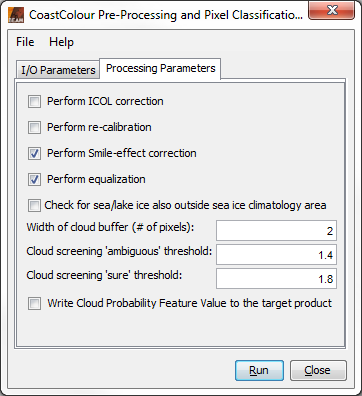 BEAM
CoastColour Pre-Processing and Pixel Classificatio...
File Help
I/O Parameters Processing Parameters
Perform ICOL correction
Perform re-calibration
Perform Smile-effect correction
Perform equalization
Check for sea/lake ice also outside sea ice climatology area
Width of cloud buffer (# of pixels): 2
Cloud screening 'ambiguous' threshold: 1.4
Cloud screening 'sure' threshold: 1.8
Write Cloud Probability Feature Value to the target product
Run Close